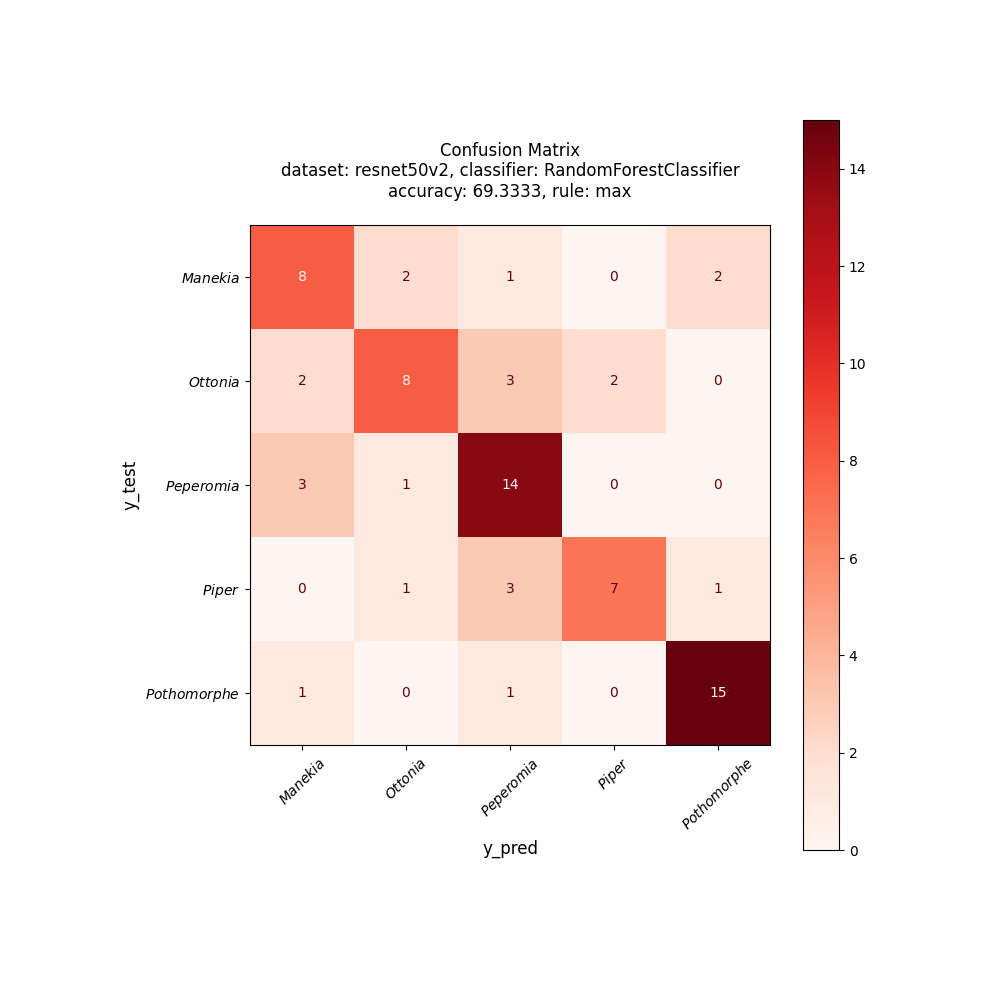 Confusion Matrix
dataset: resnet50v2, classifier: RandomForestClassifier
accuracy: 69.3333, rule: max
Manekia 8 2 1 0 2
Ottonia 2 8 3 2 0
Peperomia 3 1 14 0 0
Piper 0 1 3 7 1
Pothomorphe 1 0 1 0 15
Manekia Ottonia Peperomia Piper Pothomorphe
y_pred
y_test
14
12
10
8
6
4
2
0